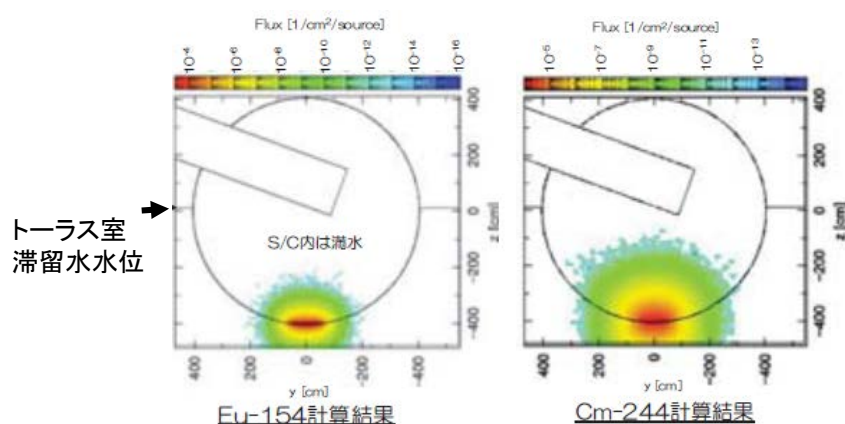 Flux [1/cm²/source]
10⁻⁴ 10⁻⁶ 10⁻⁸ 10⁻¹⁰ 10⁻¹² 10⁻¹⁴ 10⁻¹⁶
400 200 0 -200 -400
z [cm]
トーラス室
滞留水水位
S/C内は満水
400 200 0 -200 -400
y [cm]
Eu-154計算結果
Flux [1/cm²/source]
10⁻⁵ 10⁻⁷ 10⁻⁹ 10⁻¹¹ 10⁻¹³
400 200 0 -200 -400
z [cm]
400 200 0 -200 -400
y [cm]
Cm-244計算結果